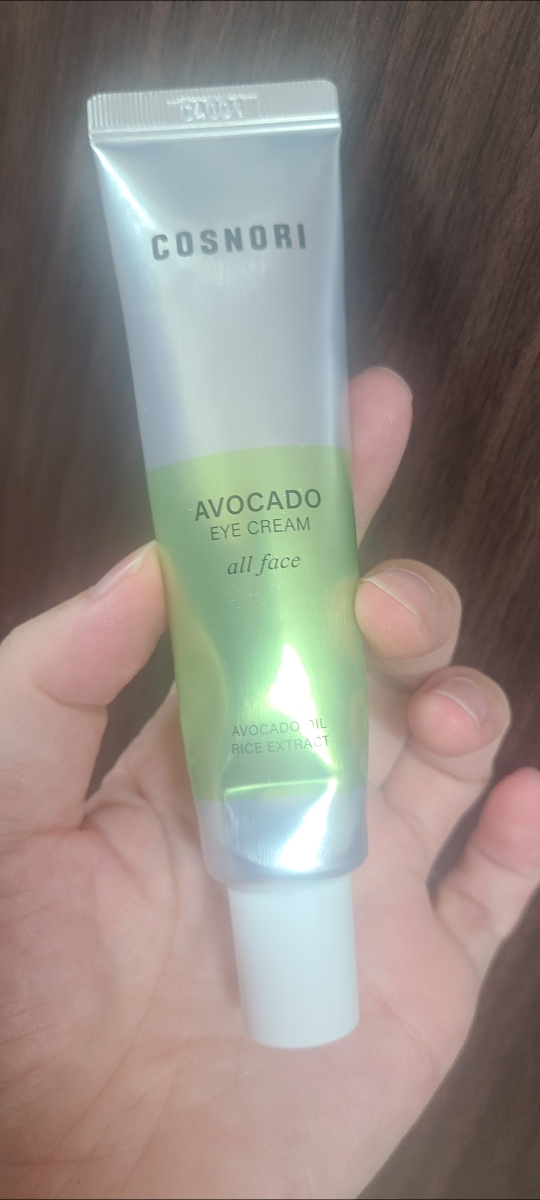 COSNORI
AVOCADO
EYE CREAM
all face
AVOCADO OIL
RICE EXTRACT